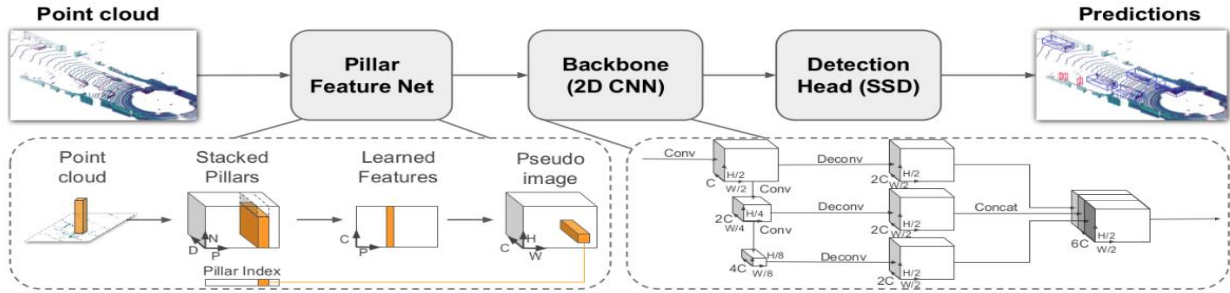 Point cloud
Predictions
Pillar
Feature Net
Backbone
(2D CNN)
Detection
Head (SSD)
Point
cloud
Stacked
Pillars
Learned
Features
Pseudo
image
N
D
P
C
P
H
C
W
Pillar Index
Conv
C
H/2
W/2
Conv
Deconv
2C
H/2
W/2
2C
H/4
W/4
Conv
Deconv
2C
H/2
W/2
4C
H/8
W/8
Deconv
2C
H/2
W/2
Concat
6C
H/2
W/2